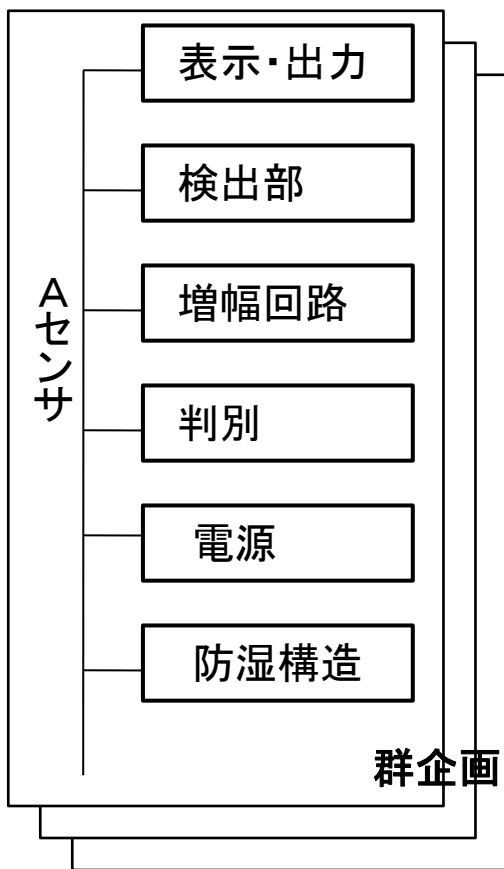 表示・出力
検出部
増幅回路
Aセンサ
判別
電源
防湿構造
群企画